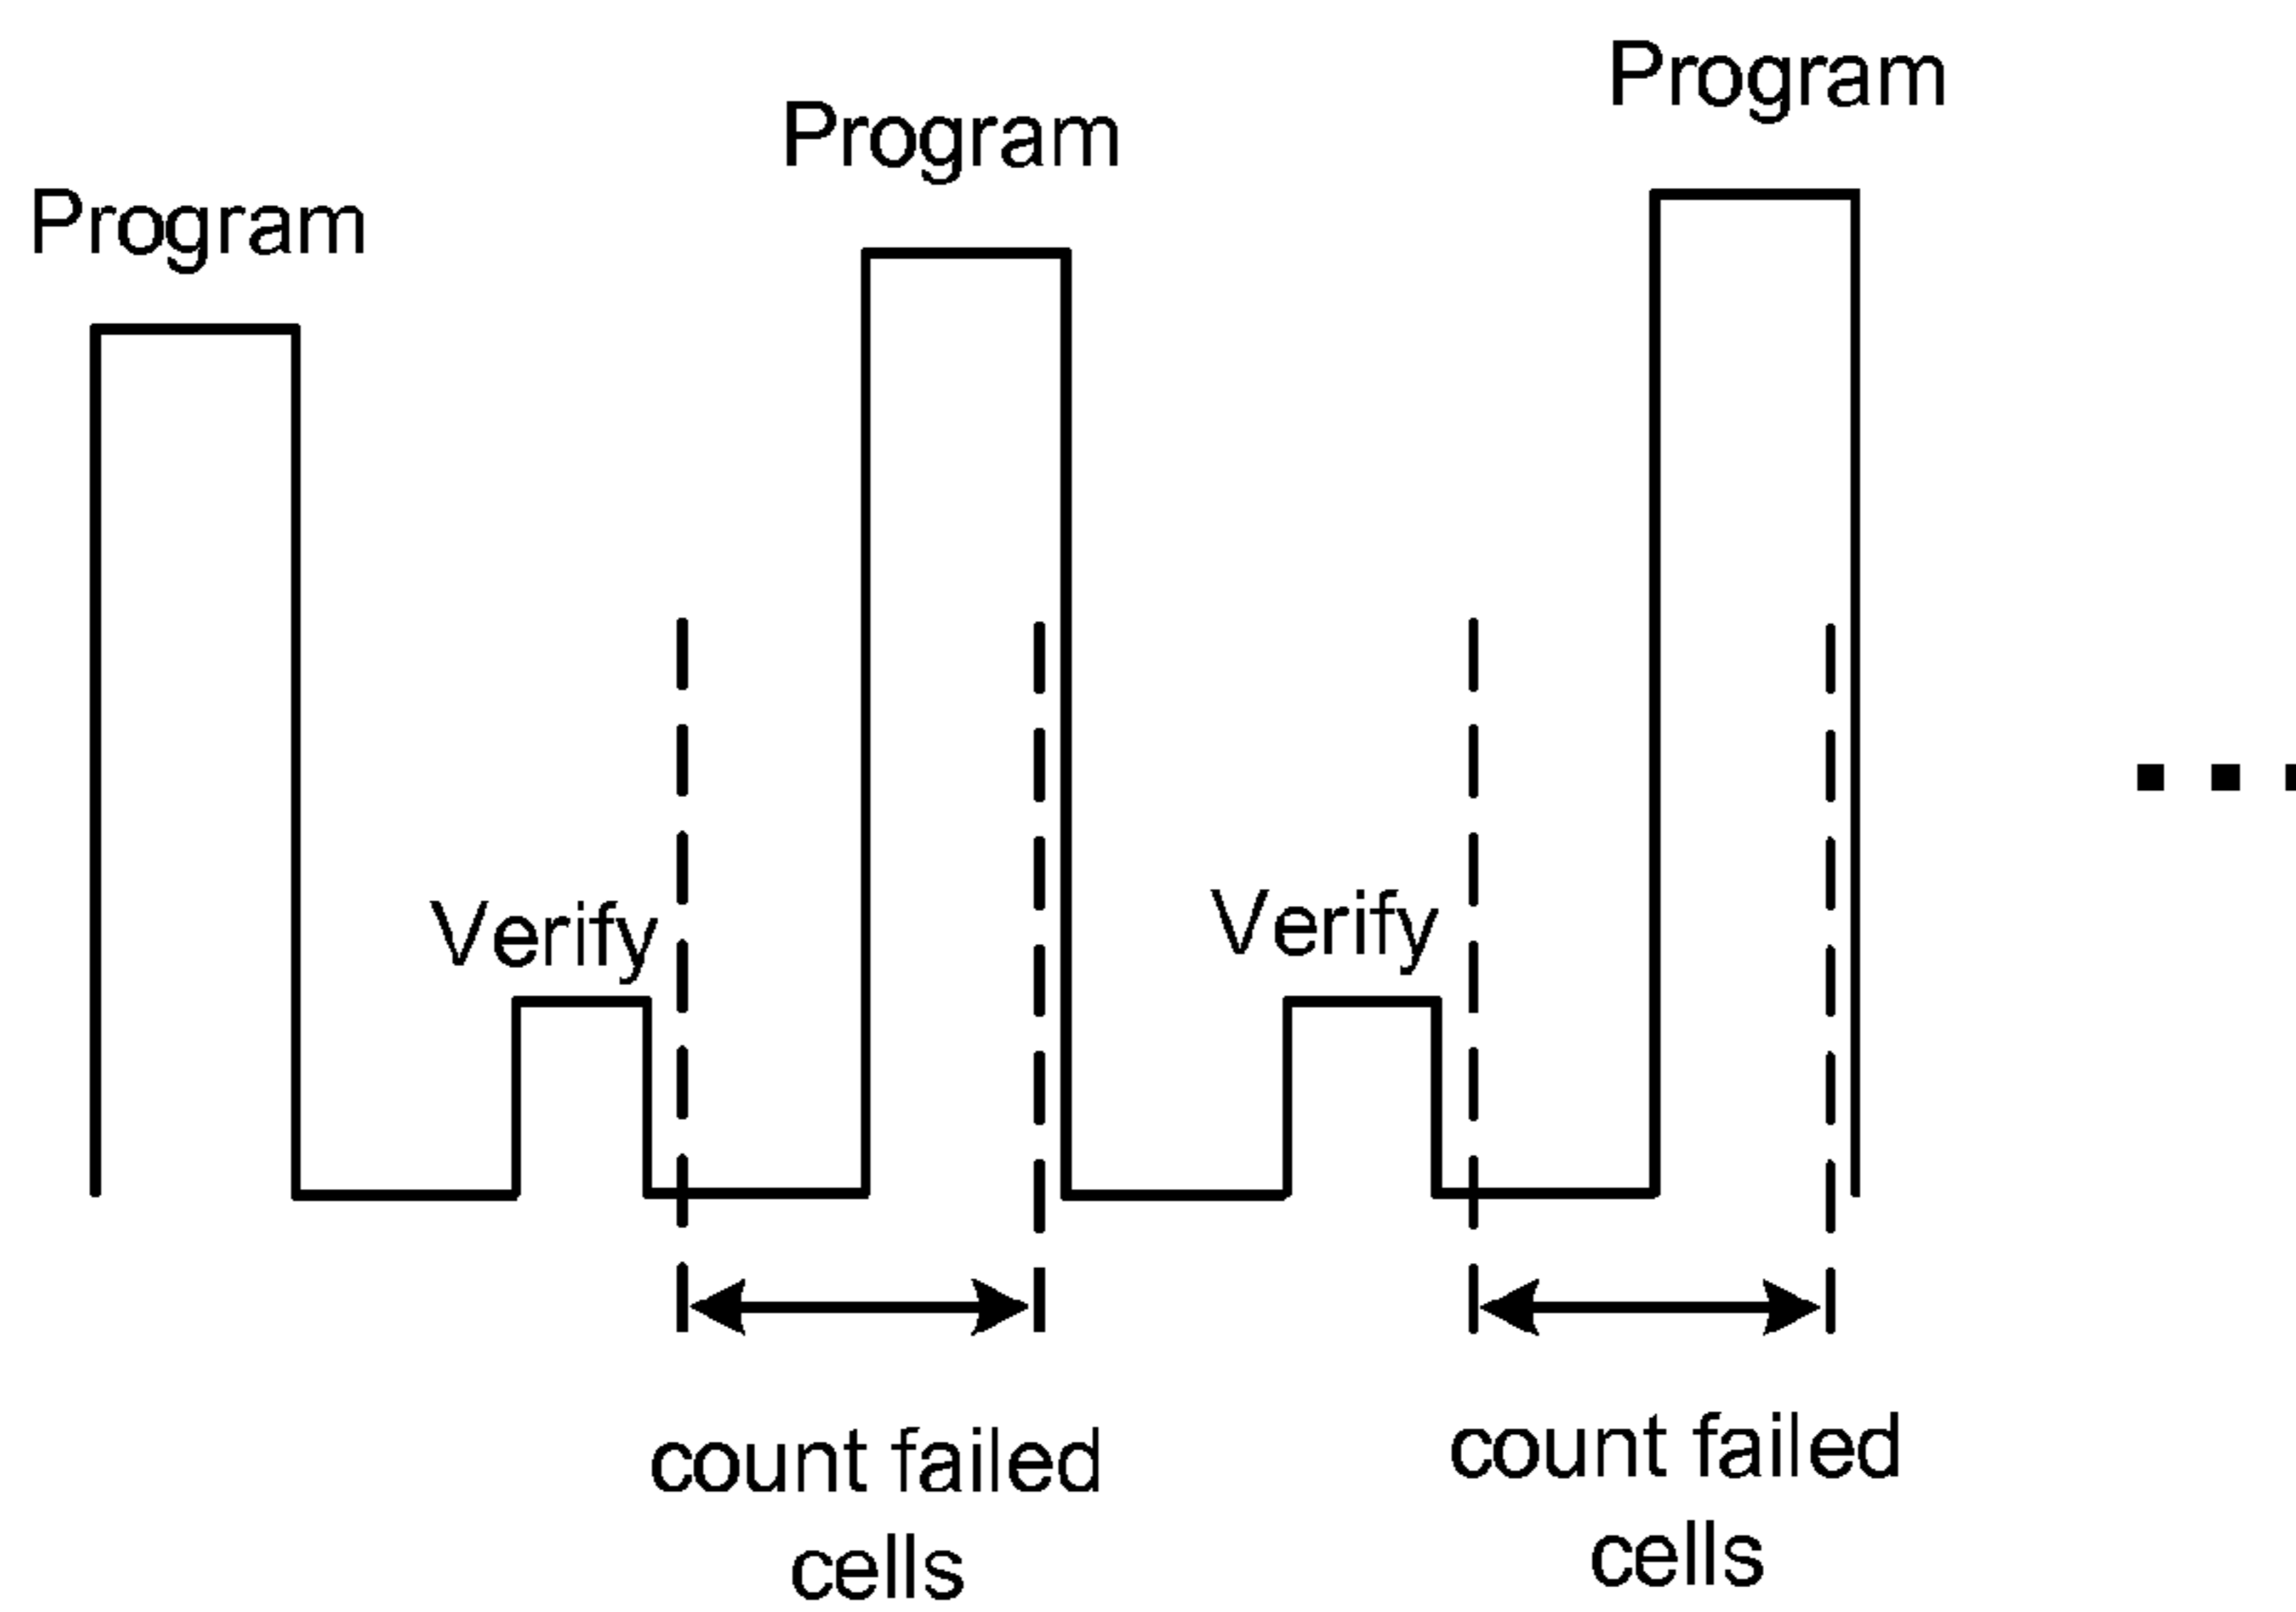 Program
Program
Program
Verify
Verify
count failed
cells
count failed
cells